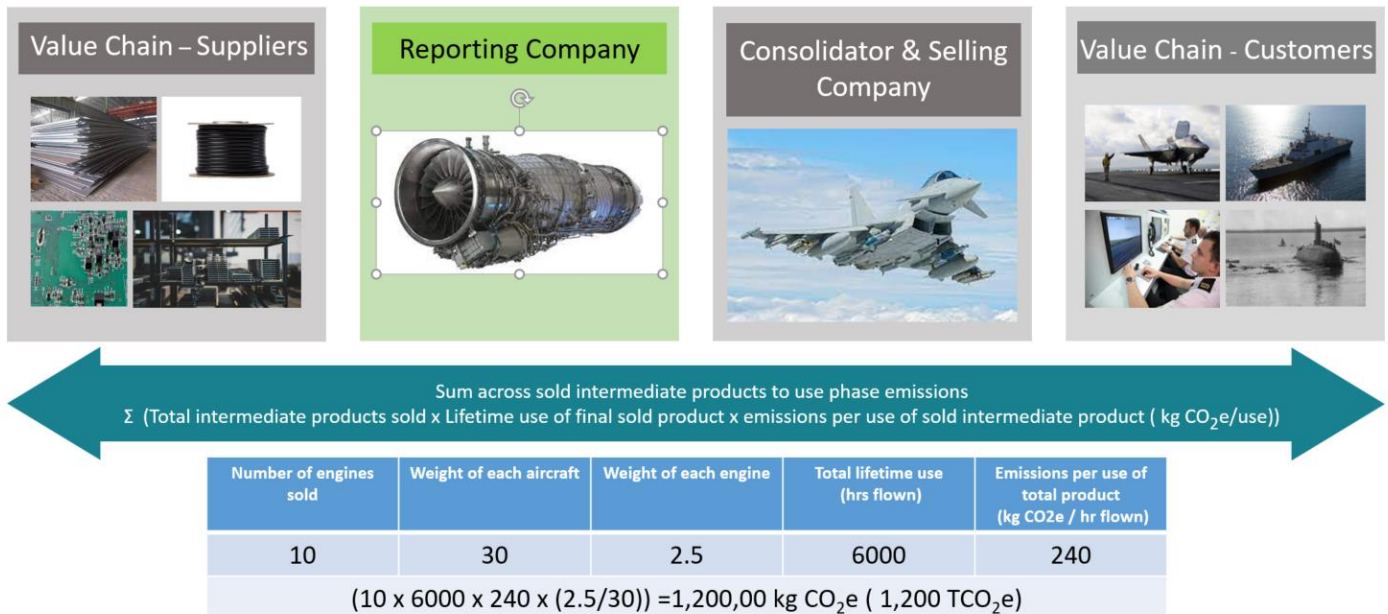 Value Chain – Suppliers
Reporting Company
Consolidator & Selling
Company
Value Chain - Customers
Sum across sold intermediate products to use phase emissions
Σ (Total intermediate products sold x Lifetime use of final sold product x emissions per use of sold intermediate product ( kg CO₂e/use))
Number of engines
sold
Weight of each aircraft
Weight of each engine
Total lifetime use
(hrs flown)
Emissions per use of
total product
(kg CO2e / hr flown)
10
30
2.5
6000
240
(10 x 6000 x 240 x (2.5/30)) =1,200,00 kg CO₂e ( 1,200 TCO₂e)